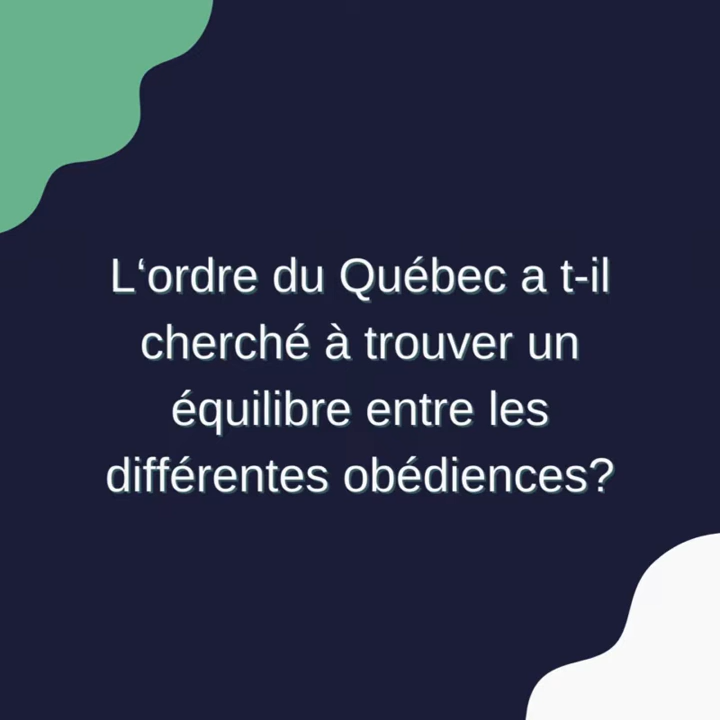 L‘ordre du Québec a t-il
cherché à trouver un
équilibre entre les
différentes obédiences?